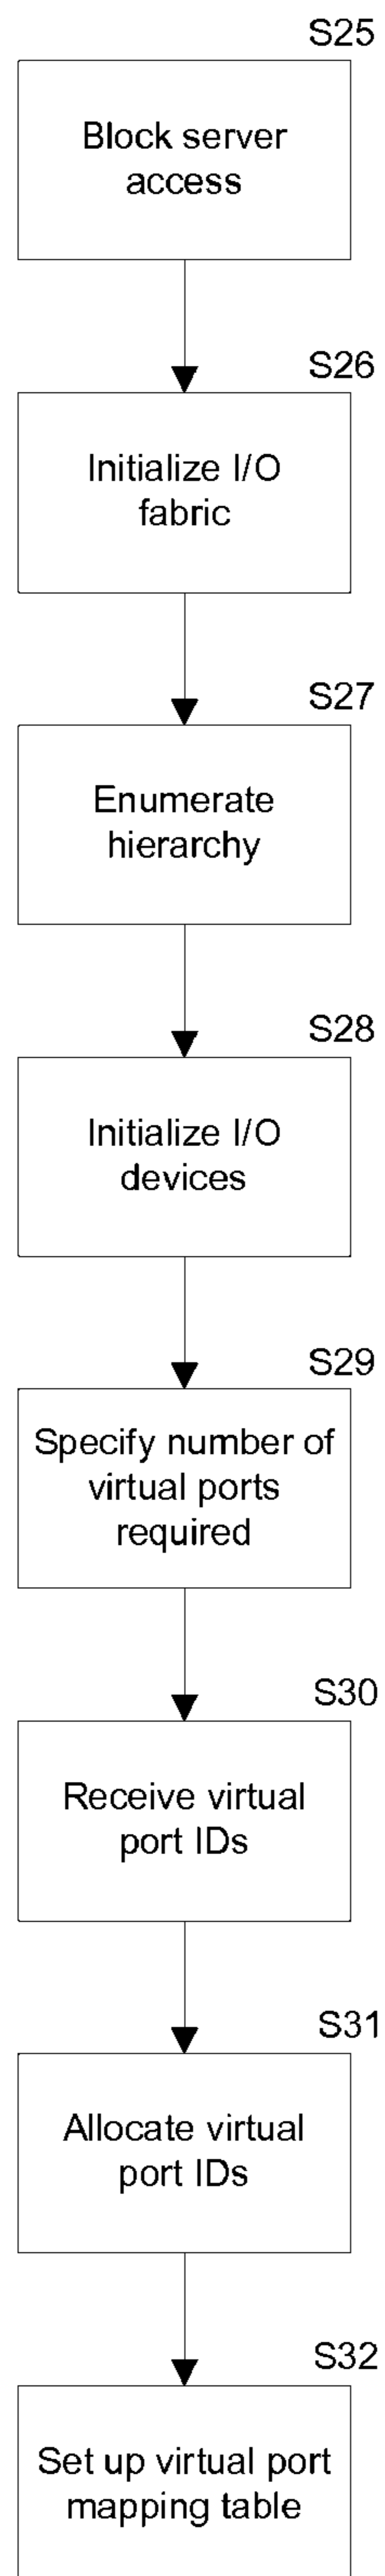 S25
Block server
access
S26
Initialize I/O
fabric
S27
Enumerate
hierarchy
S28
Initialize I/O
devices
S29
Specify number of
virtual ports
required
S30
Receive virtual
port IDs
S31
Allocate virtual
port IDs
S32
Set up virtual port
mapping table